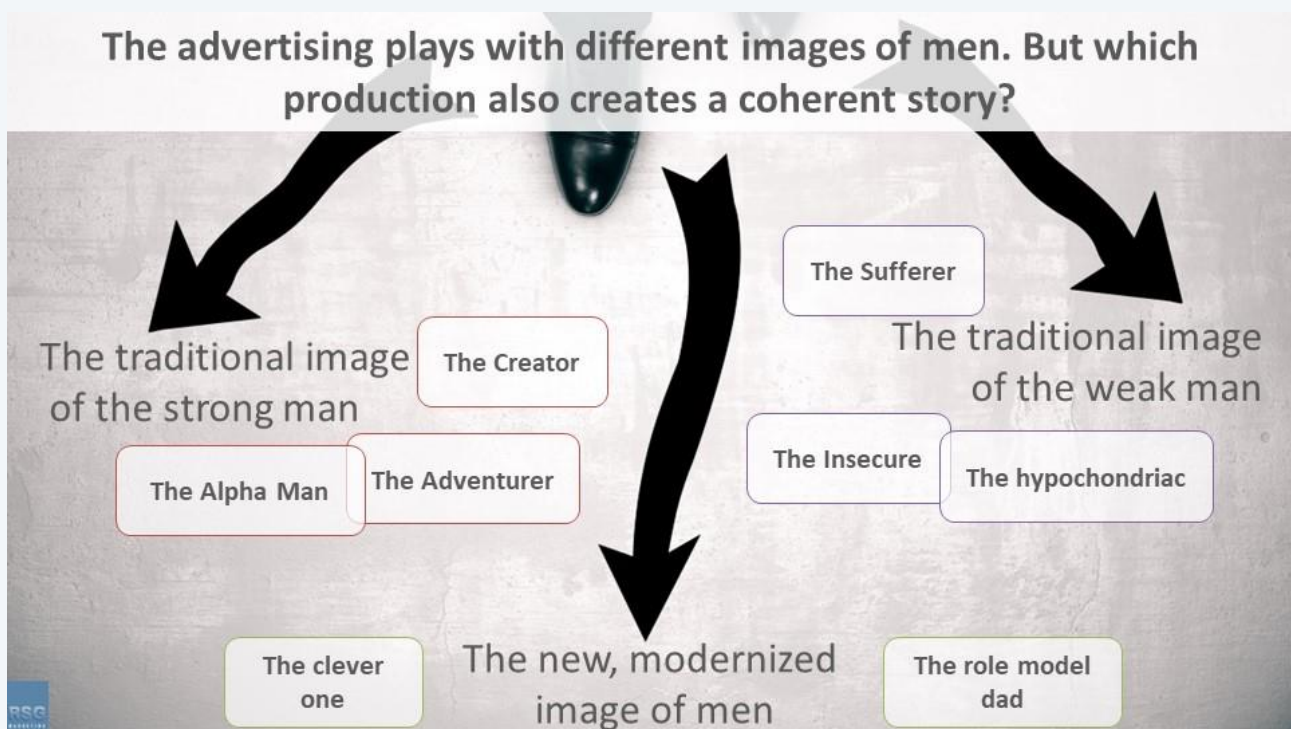 The advertising plays with different images of men. But which
production also creates a coherent story?
The traditional image
of the strong man
The Creator
The Alpha Man
The Adventurer
The Sufferer
The traditional image
of the weak man
The Insecure
The hypochondriac
The clever
one
The new, modernized
image of men
The role model
dad
RSG
MARKETING